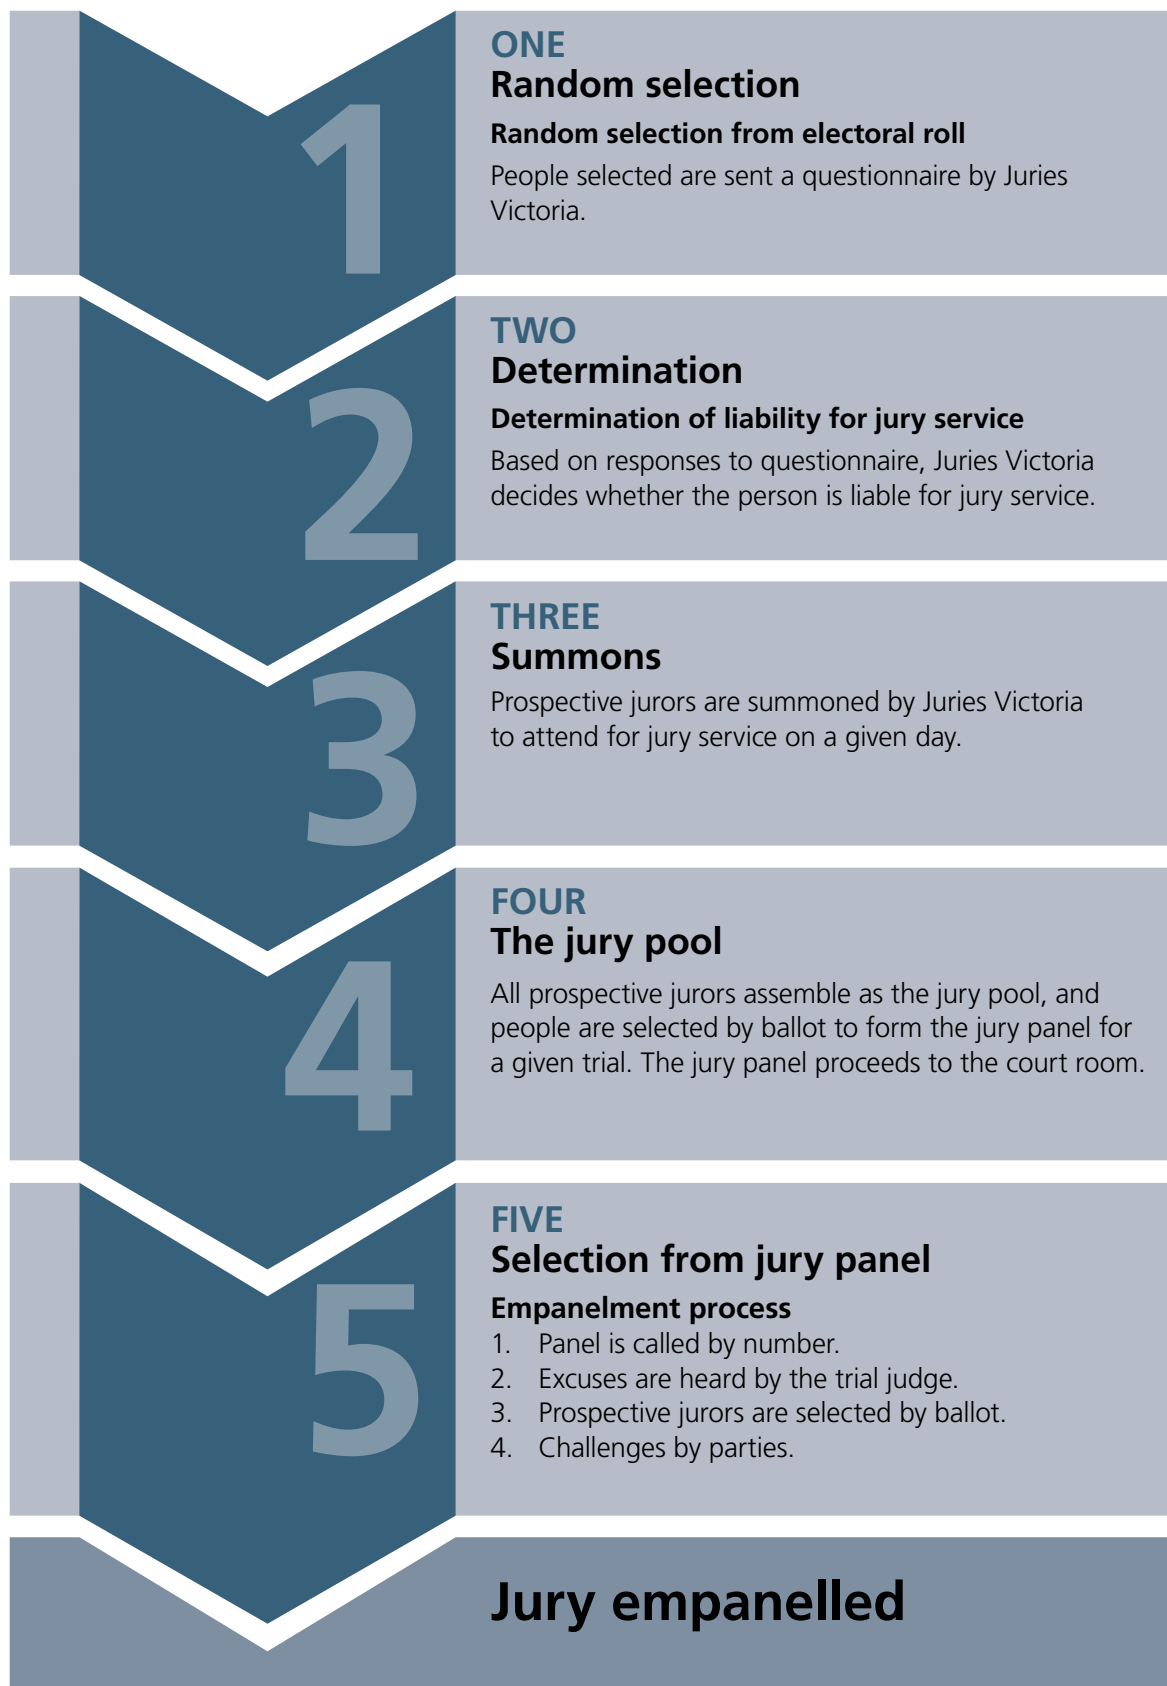 1
ONE
Random selection
Random selection from electoral roll
People selected are sent a questionnaire by Juries
Victoria.
2
TWO
Determination
Determination of liability for jury service
Based on responses to questionnaire, Juries Victoria
decides whether the person is liable for jury service.
3
THREE
Summons
Prospective jurors are summoned by Juries Victoria
to attend for jury service on a given day.
4
FOUR
The jury pool
All prospective jurors assemble as the jury pool, and
people are selected by ballot to form the jury panel for
a given trial. The jury panel proceeds to the court room.
5
FIVE
Selection from jury panel
Empanelment process
1. Panel is called by number.
2. Excuses are heard by the trial judge.
3. Prospective jurors are selected by ballot.
4. Challenges by parties.
Jury empanelled